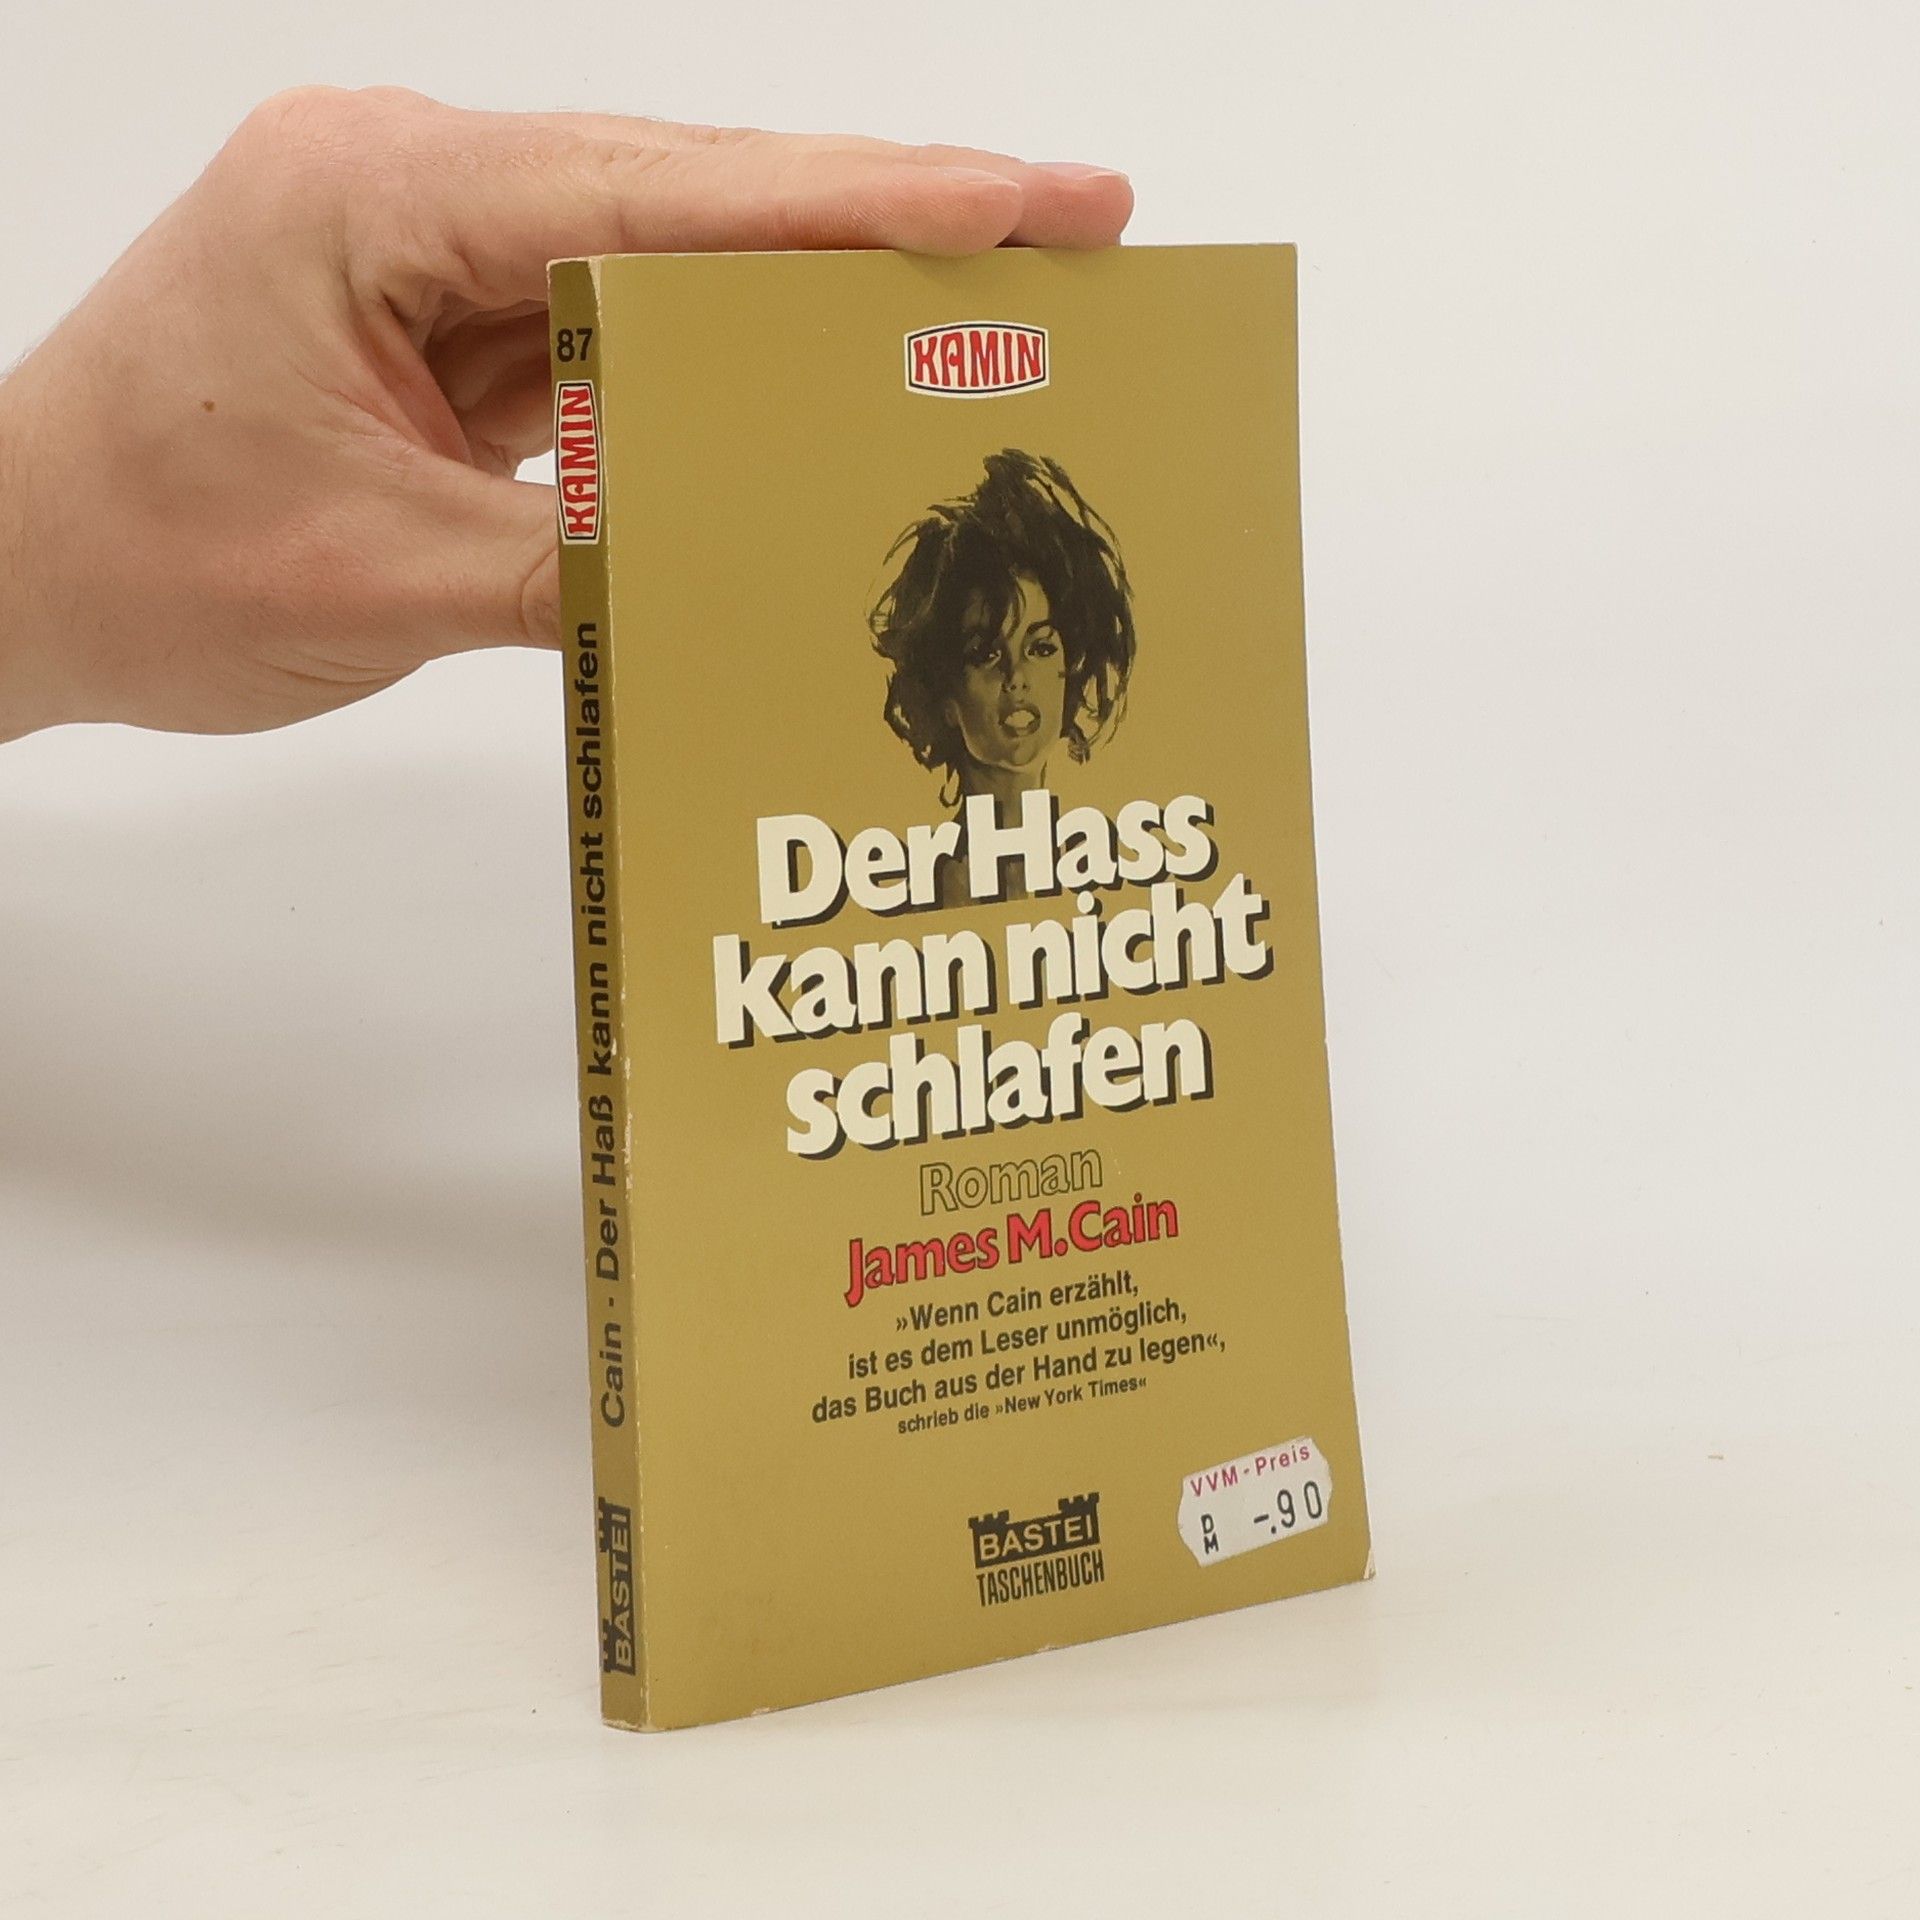 87
KAMIN
Cain · Der Haß kann nicht schlafen
BASTEI
KAMIN
Der Hass
kann nicht
schlafen
Roman
James M. Cain
»Wenn Cain erzählt,
ist es dem Leser unmöglich,
das Buch aus der Hand zu legen«,
schrieb die »New York Times«
BASTEI
TASCHENBUCH
VVM-Preis
DM -.90